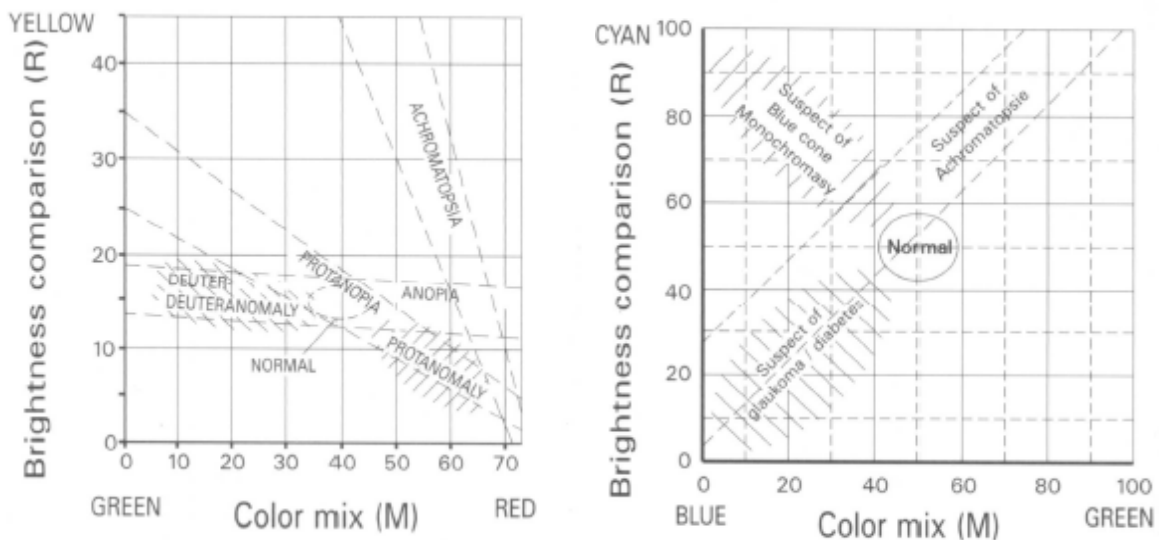 YELLOW
Brightness comparison (R)
40
30
20
10
0
ACHROMATOPSIA
PROTANOPIA
DEUTER-
ANOPIA
DEUTERANOMALY
NORMAL
PROTANOMALY
0 10 20 30 40 50 60 70
GREEN
Color mix (M)
RED
CYAN
Brightness comparison (R)
100
80
60
40
20
0
Suspect of
Blue cone
Monochromasy
Suspect of
Achromatopsie
Normal
Suspect of
glaukoma / diabetes
0 20 40 60 80 100
BLUE
Color mix (M)
GREEN